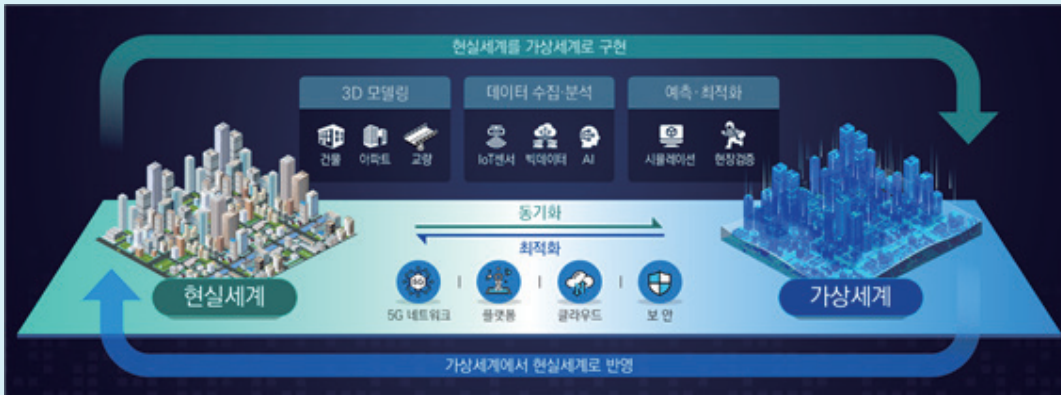 현실세계를 가상세계로 구현
3D 모델링
데이터 수집·분석
예측·최적화
건물
아파트
교량
IoT센서
빅데이터
AI
시뮬레이션
현장검증
동기화
최적화
현실세계
가상세계
5G
5G 네트워크
플랫폼
클라우드
보 안
가상세계에서 현실세계로 반영